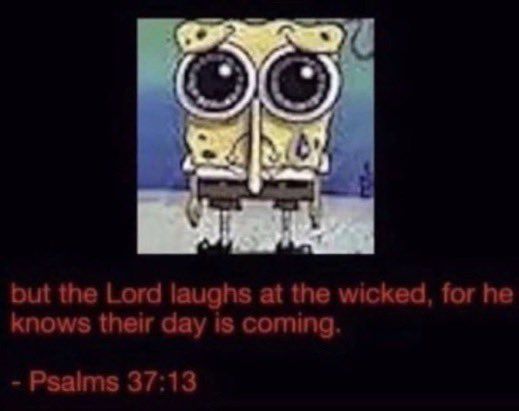 but the Lord laughs at the wicked, for he
knows their day is coming.
- Psalms 37:13